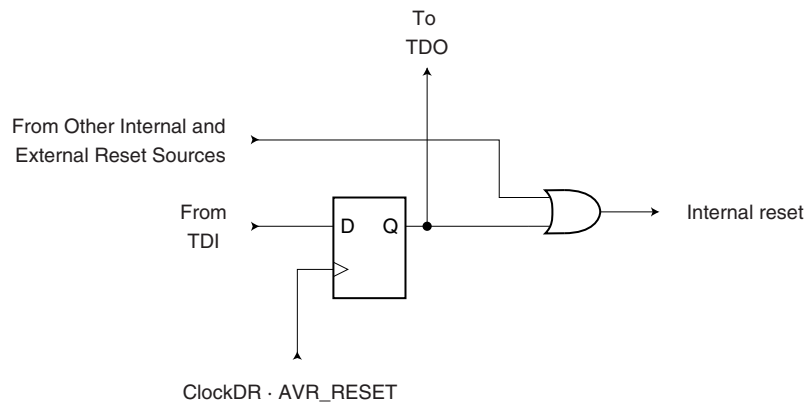 To
TDO
From Other Internal and
External Reset Sources
From
TDI
D Q
Internal reset
ClockDR · AVR_RESET